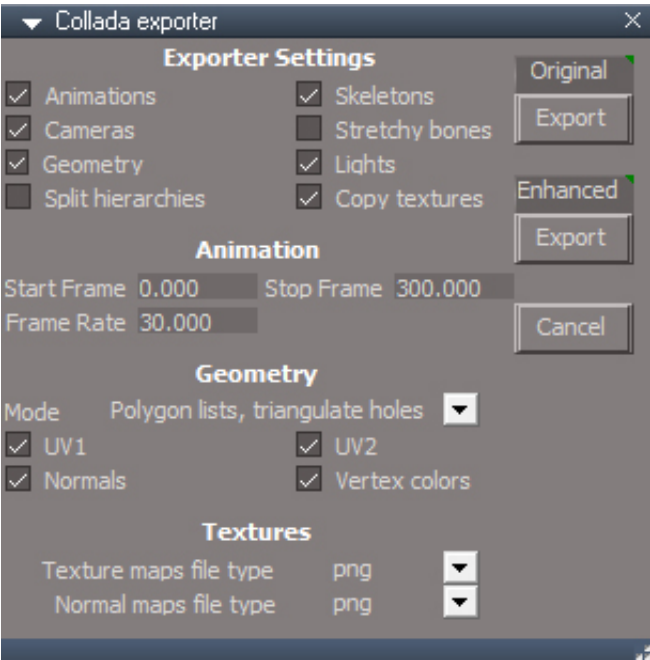 Collada exporter
Exporter Settings
Original
Animations Skeletons
Export
Cameras Stretchy bones
Geometry Lights
Split hierarchies Copy textures
Enhanced
Export
Animation
Start Frame 0.000 Stop Frame 300.000
Frame Rate 30.000
Cancel
Geometry
Mode Polygon lists, triangulate holes
UV1 UV2
Normals Vertex colors
Textures
Texture maps file type png
Normal maps file type png